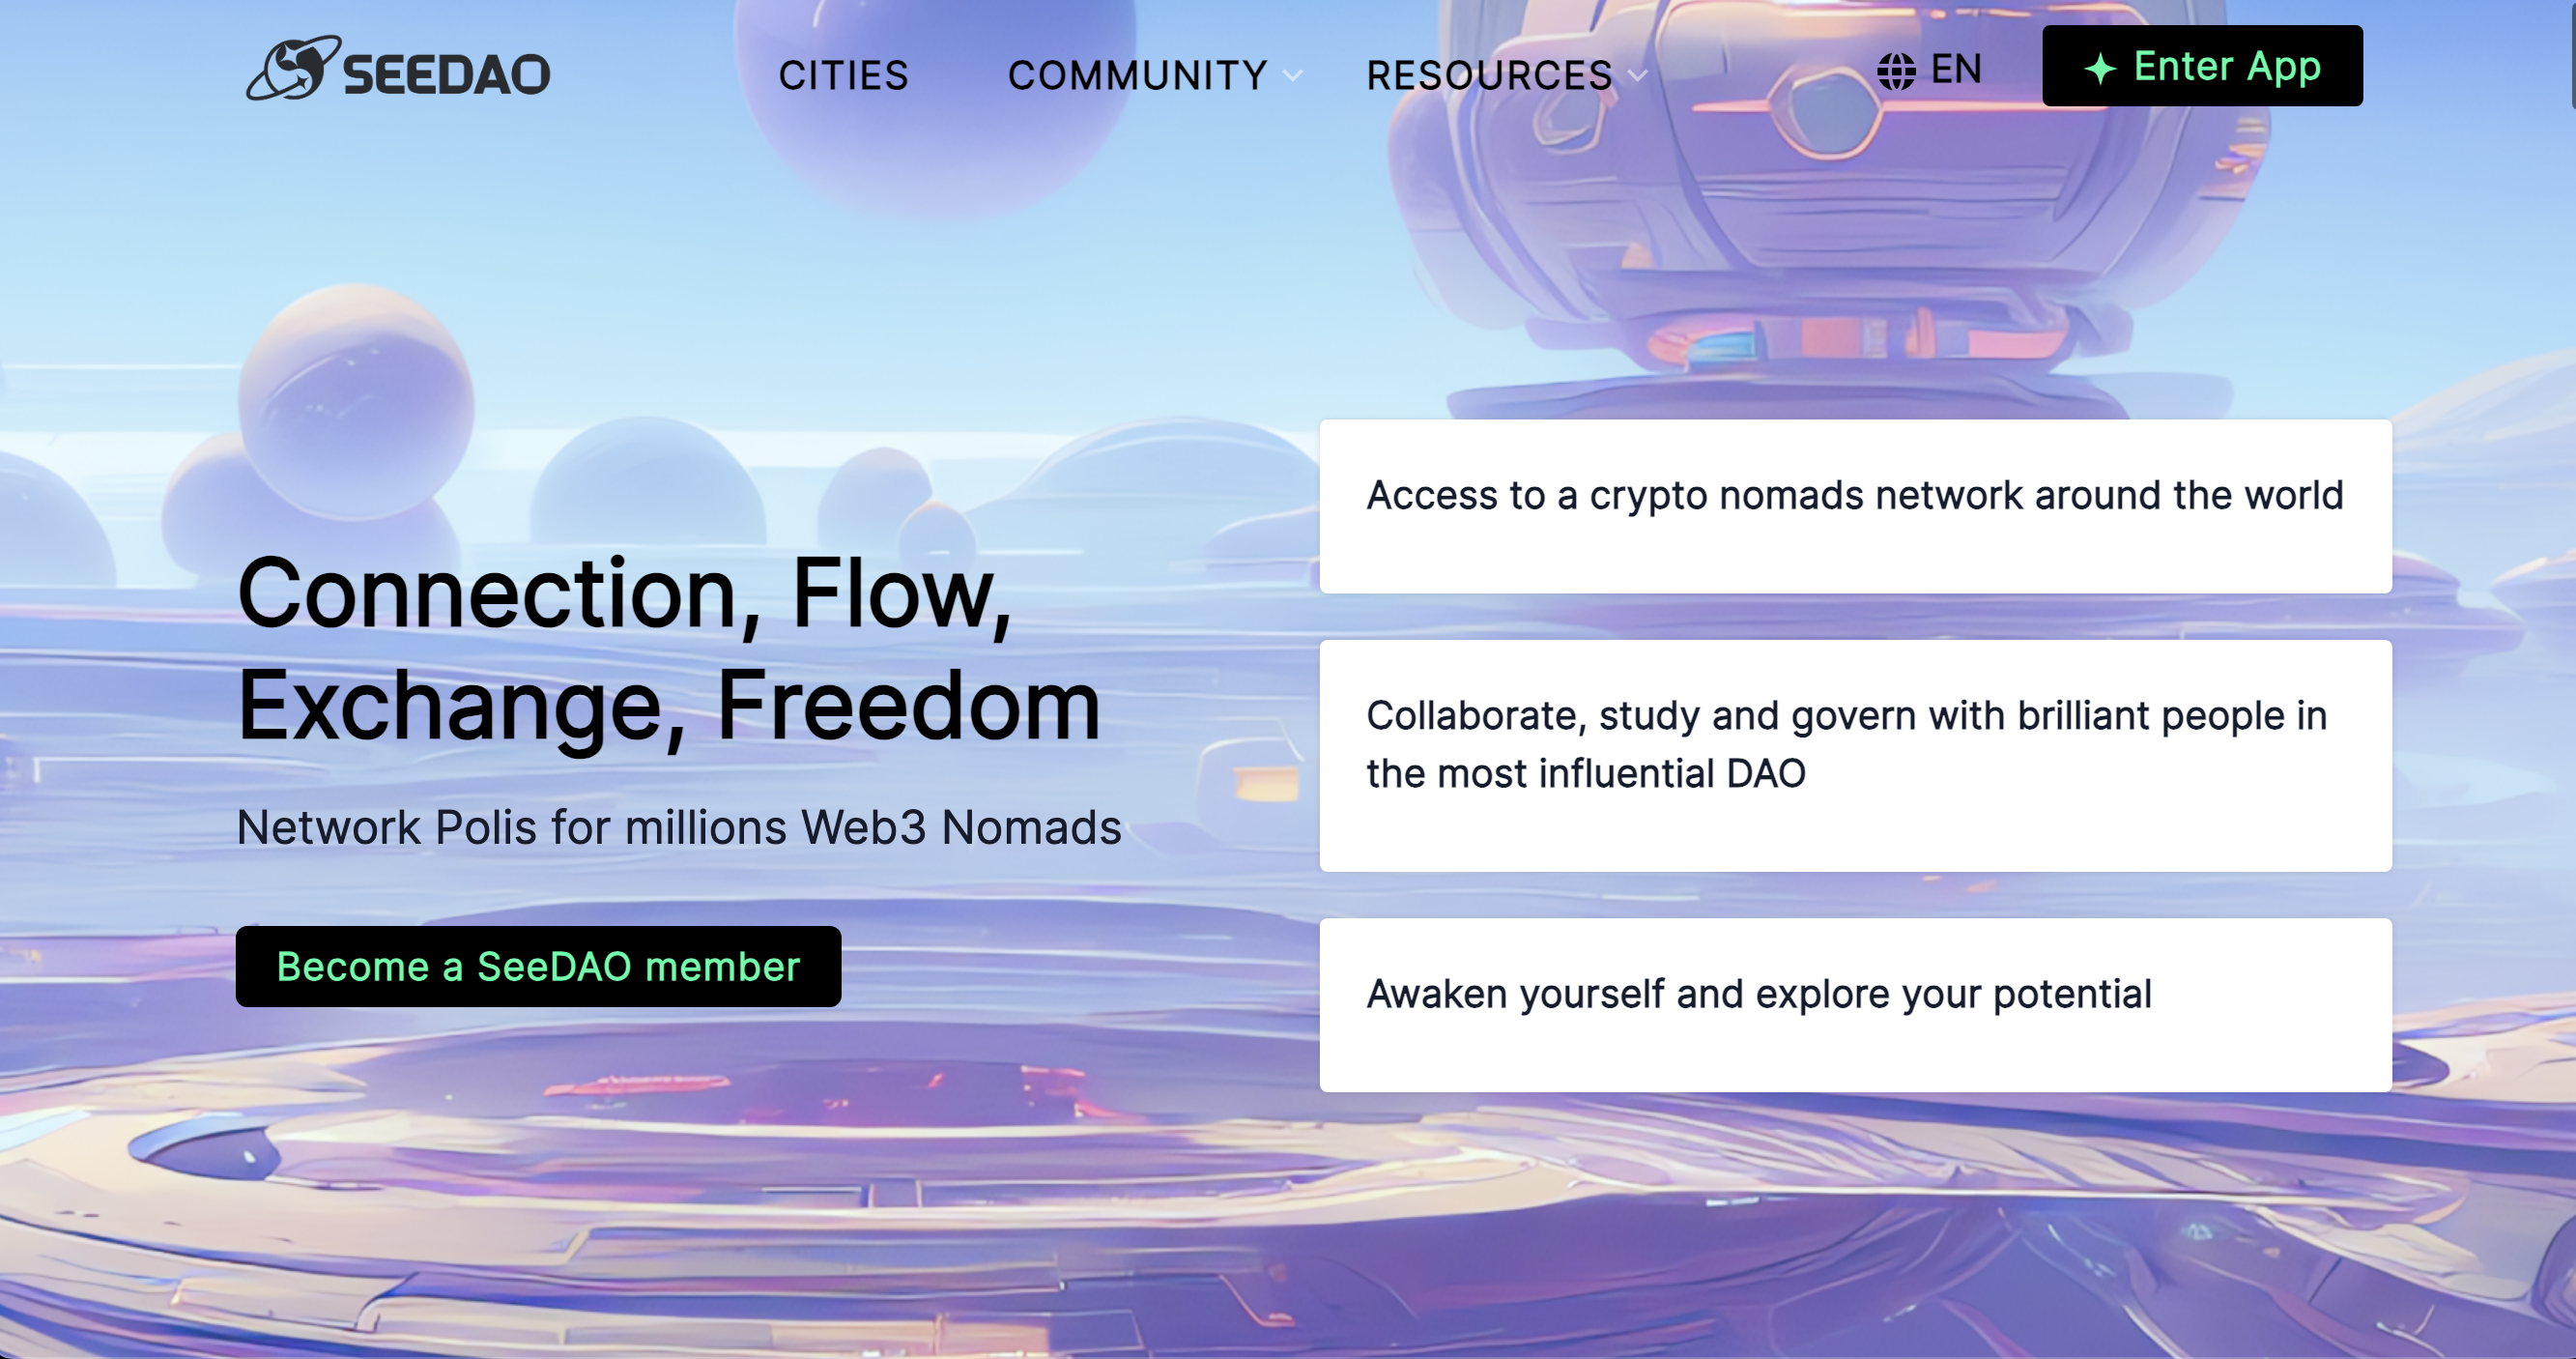 SEEDAO
CITIES
COMMUNITY
RESOURCES
EN
Enter App
Connection, Flow,
Exchange, Freedom
Network Polis for millions Web3 Nomads
Become a SeeDAO member
Access to a crypto nomads network around the world
Collaborate, study and govern with brilliant people in
the most influential DAO
Awaken yourself and explore your potential